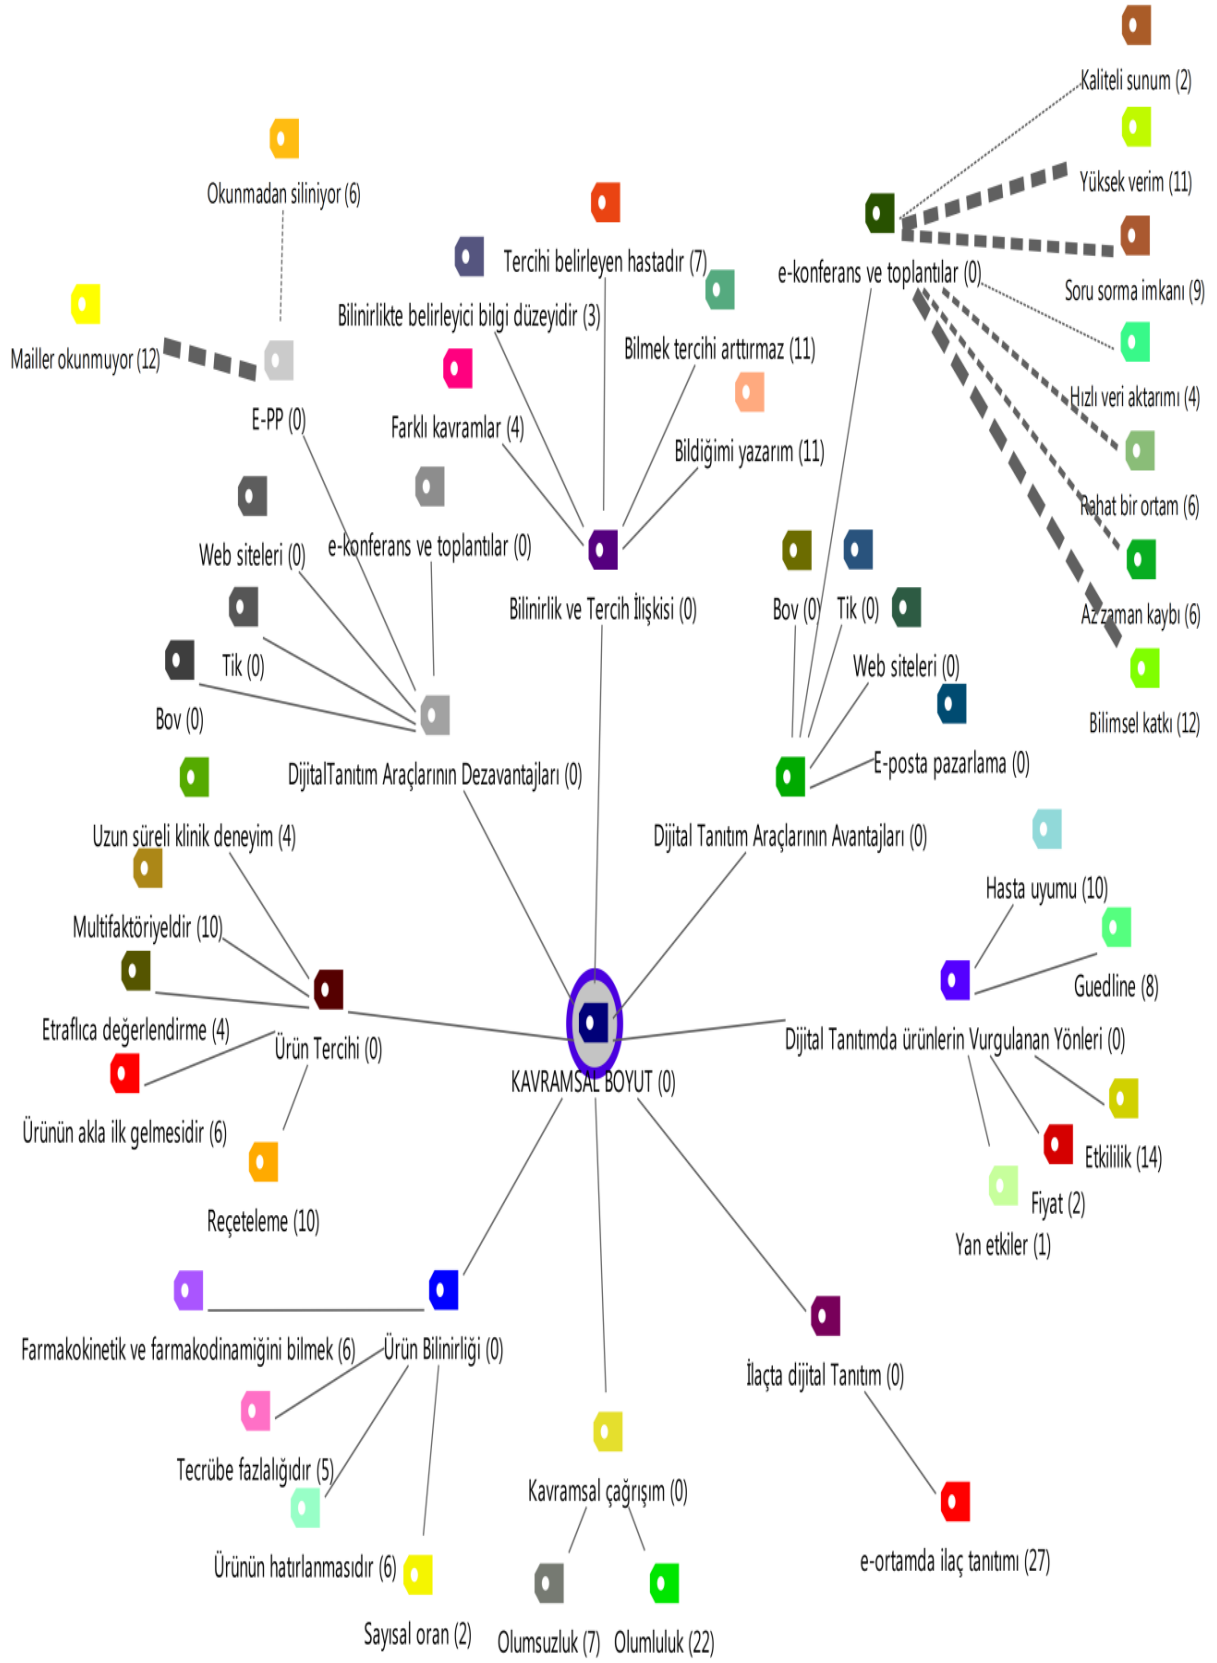 Kaliteli sunum (2)
Yüksek verim (11)
Okunmadan siliniyor (6)
Tercihi belirleyen hastadır (7)
e-konferans ve toplantılar (0)
Soru sorma imkanı (9)
Bilinirlikte belirleyici bilgi düzeyidir (3)
Bilmek tercihi arttırmaz (11)
Mailler okunmuyor (12)
Hızlı veri aktarımı (4)
E-PP (0)
Farklı kavramlar (4)
Bildiğimi yazarım (11)
Rahat bir ortam (6)
Web siteleri (0)
e-konferans ve toplantılar (0)
Bilinirlik ve Tercih İlişkisi (0)
Bov (0)
Tik (0)
Az zaman kaybı (6)
Tik (0)
Web siteleri (0)
Bov (0)
Bilimsel katkı (12)
DijitalTanıtım Araçlarının Dezavantajları (0)
E-posta pazarlama (0)
Uzun süreli klinik deneyim (4)
Dijital Tanıtım Araçlarının Avantajları (0)
Hasta uyumu (10)
Multifaktöriyeldir (10)
Guedline (8)
Etraflıca değerlendirme (4)
Ürün Tercihi (0)
Dijital Tanıtımda ürünlerin Vurgulanan Yönleri (0)
KAVRAMSAL BOYUT (0)
Ürünün akla ilk gelmesidir (6)
Etkililik (14)
Fiyat (2)
Reçeteleme (10)
Yan etkiler (1)
Farmakokinetik ve farmakodinamiğini bilmek (6)
Ürün Bilinirliği (0)
İlaçta dijital Tanıtım (0)
Tecrübe fazlalığıdır (5)
Kavramsal çağrışım (0)
Ürünün hatırlanmasıdır (6)
e-ortamda ilaç tanıtımı (27)
Sayısal oran (2)
Olumsuzluk (7)
Olumluluk (22)